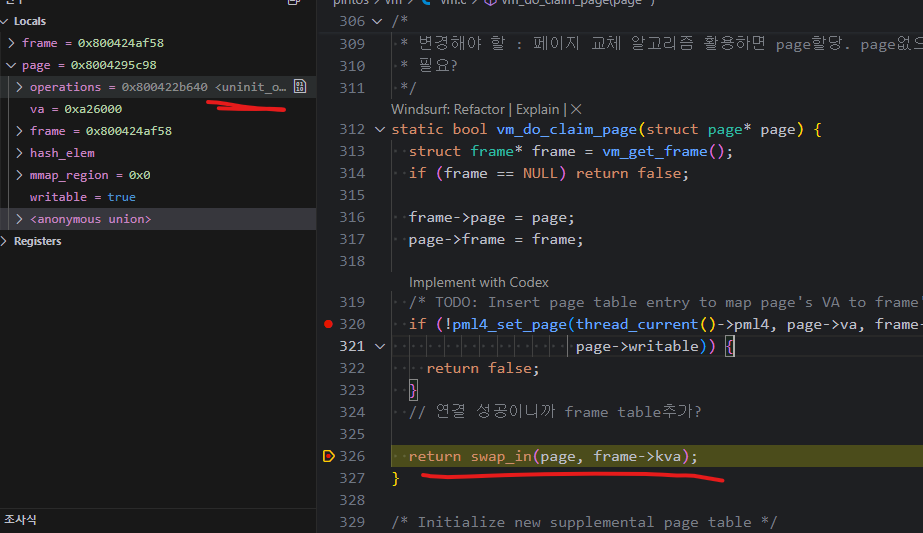 Locals
frame = 0x800424af58
page = 0x8004295c98
operations = 0x800422b640 <uninit_o…
va = 0xa26000
frame = 0x800424af58
hash_elem
mmap_region = 0x0
writable = true
<anonymous union>
Registers
조사식
pintos > vm > C vm.c > vm_do_claim_page(page *)
306 /*
309 * 변경해야 할 : 페이지 교체 알고리즘 활용하면 page할당. page없으
310 * 필요?
311 */
Windsurf: Refactor | Explain | X
312 static bool vm_do_claim_page(struct page* page) {
313 struct frame* frame = vm_get_frame();
314 if (frame == NULL) return false;
315
316 frame->page = page;
317 page->frame = frame;
318
Implement with Codex
319 /* TODO: Insert page table entry to map page's VA to frame'
320 if (!pml4_set_page(thread_current()->pml4, page->va, frame-
321 page->writable)) {
322 return false;
323 }
324 // 연결 성공이니까 frame table추가?
325
326 return swap_in(page, frame->kva);
327 }
328
329 /* Initialize new supplemental page table */